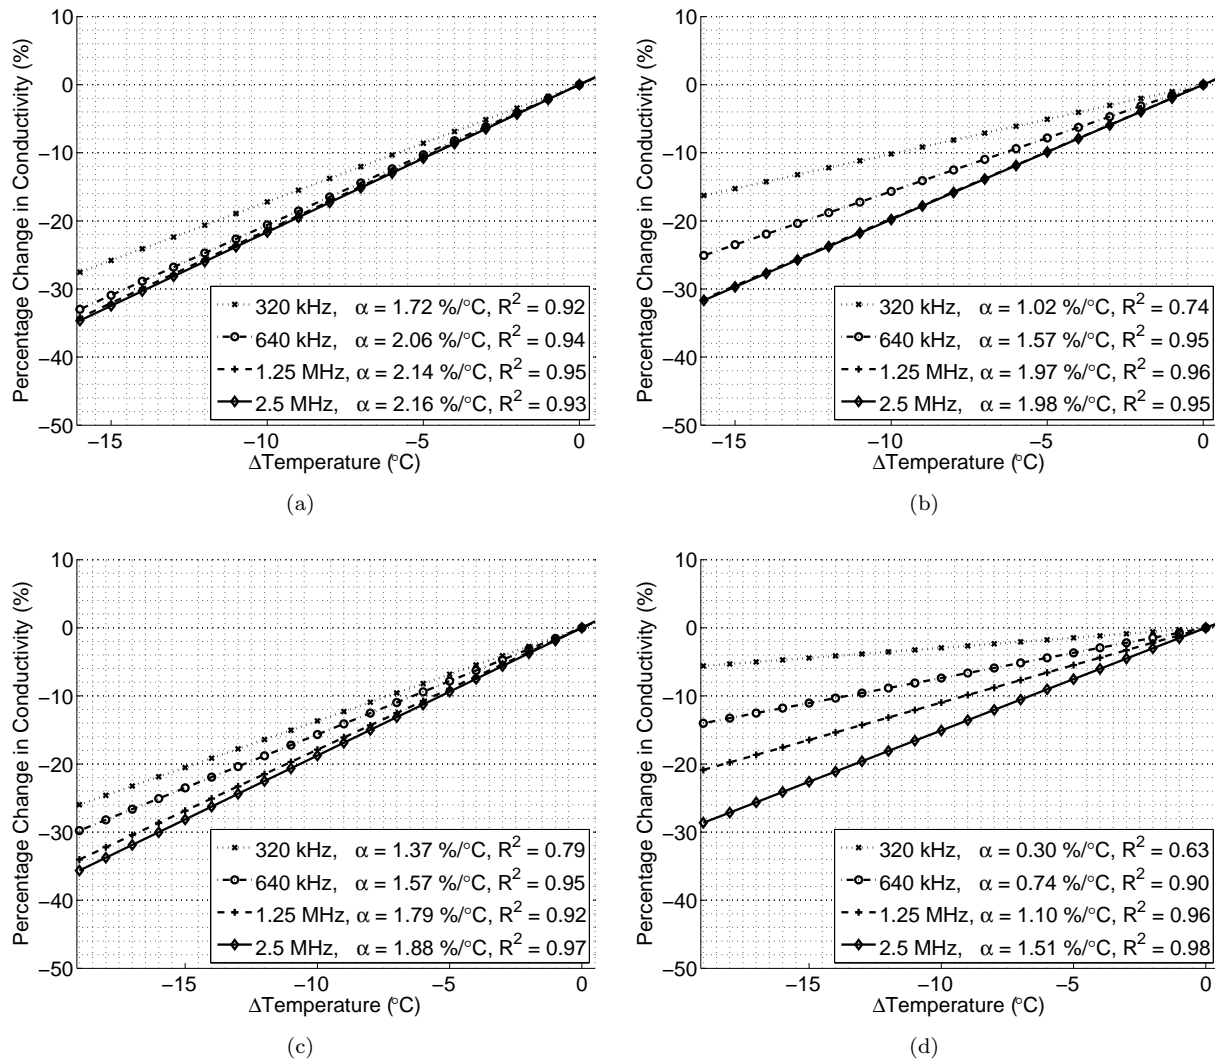 10
0
−10
−20
−30
−40
−50
−15 −10 −5 0
Percentage Change in Conductivity (%)
ΔTemperature (°C)
320 kHz, α = 1.72 %/°C, R² = 0.92
640 kHz, α = 2.06 %/°C, R² = 0.94
1.25 MHz, α = 2.14 %/°C, R² = 0.95
2.5 MHz, α = 2.16 %/°C, R² = 0.93
(a)
10
0
−10
−20
−30
−40
−50
−15 −10 −5 0
Percentage Change in Conductivity (%)
ΔTemperature (°C)
320 kHz, α = 1.02 %/°C, R² = 0.74
640 kHz, α = 1.57 %/°C, R² = 0.95
1.25 MHz, α = 1.97 %/°C, R² = 0.96
2.5 MHz, α = 1.98 %/°C, R² = 0.95
(b)
10
0
−10
−20
−30
−40
−50
−15 −10 −5 0
Percentage Change in Conductivity (%)
ΔTemperature (°C)
320 kHz, α = 1.37 %/°C, R² = 0.79
640 kHz, α = 1.57 %/°C, R² = 0.95
1.25 MHz, α = 1.79 %/°C, R² = 0.92
2.5 MHz, α = 1.88 %/°C, R² = 0.97
(c)
10
0
−10
−20
−30
−40
−50
−15 −10 −5 0
Percentage Change in Conductivity (%)
ΔTemperature (°C)
320 kHz, α = 0.30 %/°C, R² = 0.63
640 kHz, α = 0.74 %/°C, R² = 0.90
1.25 MHz, α = 1.10 %/°C, R² = 0.96
2.5 MHz, α = 1.51 %/°C, R² = 0.98
(d)